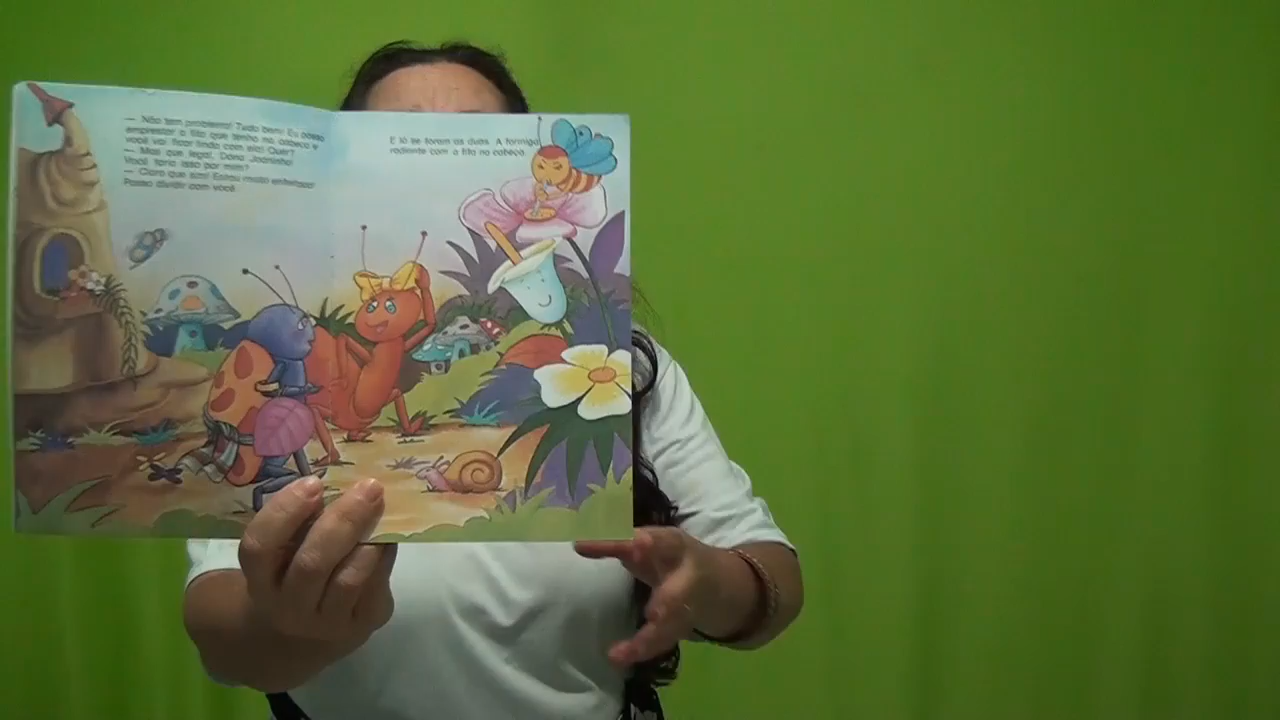 — Não tem problema! Tudo bem! Eu posso
emprestar a fita que tenho na cabeça e
você vai ficar linda com ela! Quer?
— Mas que legal, Dona Joaninha!
Você faria isso por mim?
— Claro que sim! Estou muito enfeitada!
Posso dividir com você.
E lá se foram as duas. A formiga,
radiante com a fita na cabeça.